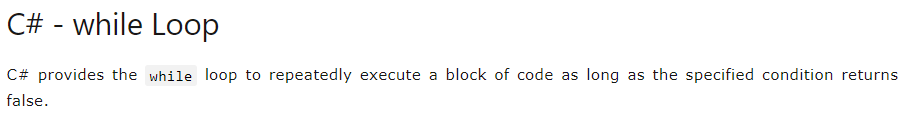 C# - while Loop
C# provides the while loop to repeatedly execute a block of code as long as the specified condition returns
false.